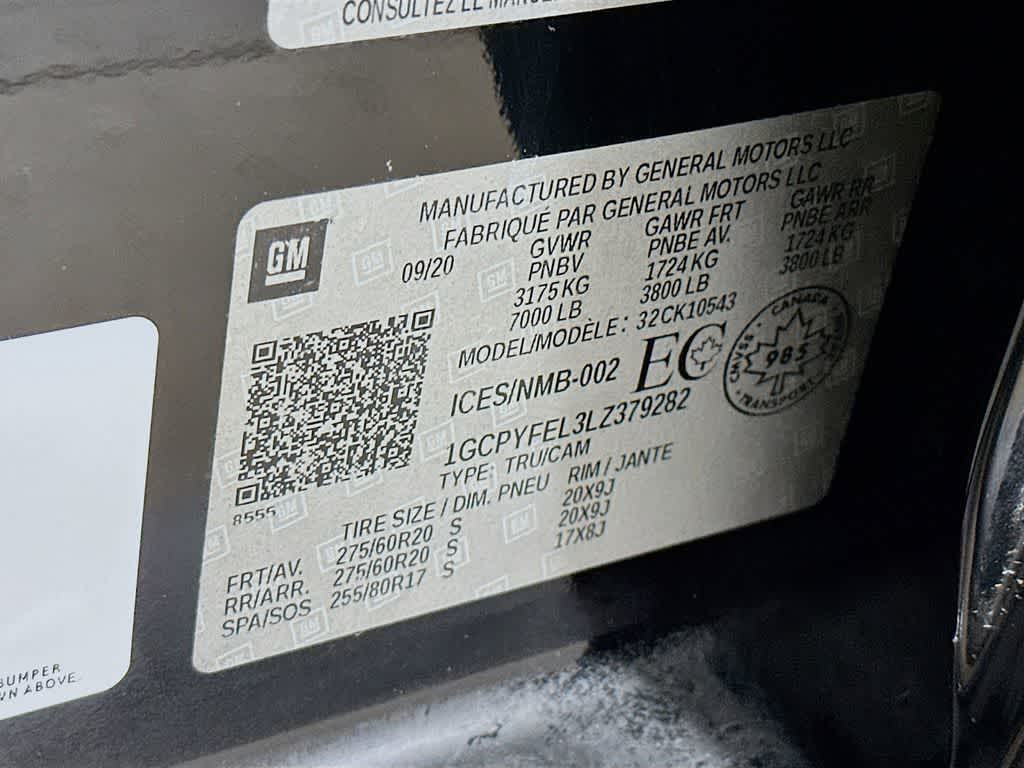 CONSULTEZ LE
MANUFACTURED BY GENERAL MOTORS LLC
FABRIQUÉ PAR GENERAL MOTORS LLC
GM
09/20
GVWR GAWR FRT GAWR RR
PNBV PNBE AV. PNBE ARR
3175 KG 1724 KG 1724 KG
7000 LB 3800 LB 3800 LB
MODEL/MODÈLE: 32CK10543
ICES/NMB-002 EC
CANADA
CMVSS 985
TRANSPORT
1GCPYFEL3LZ379282
TYPE: TRU/CAM
8555
TIRE SIZE / DIM. PNEU RIM / JANTE
FRT/AV. 275/60R20 S 20X9J
RR/ARR. 275/60R20 S 20X9J
SPA/SOS 255/80R17 S 17X8J
BUMPER
ABOVE.